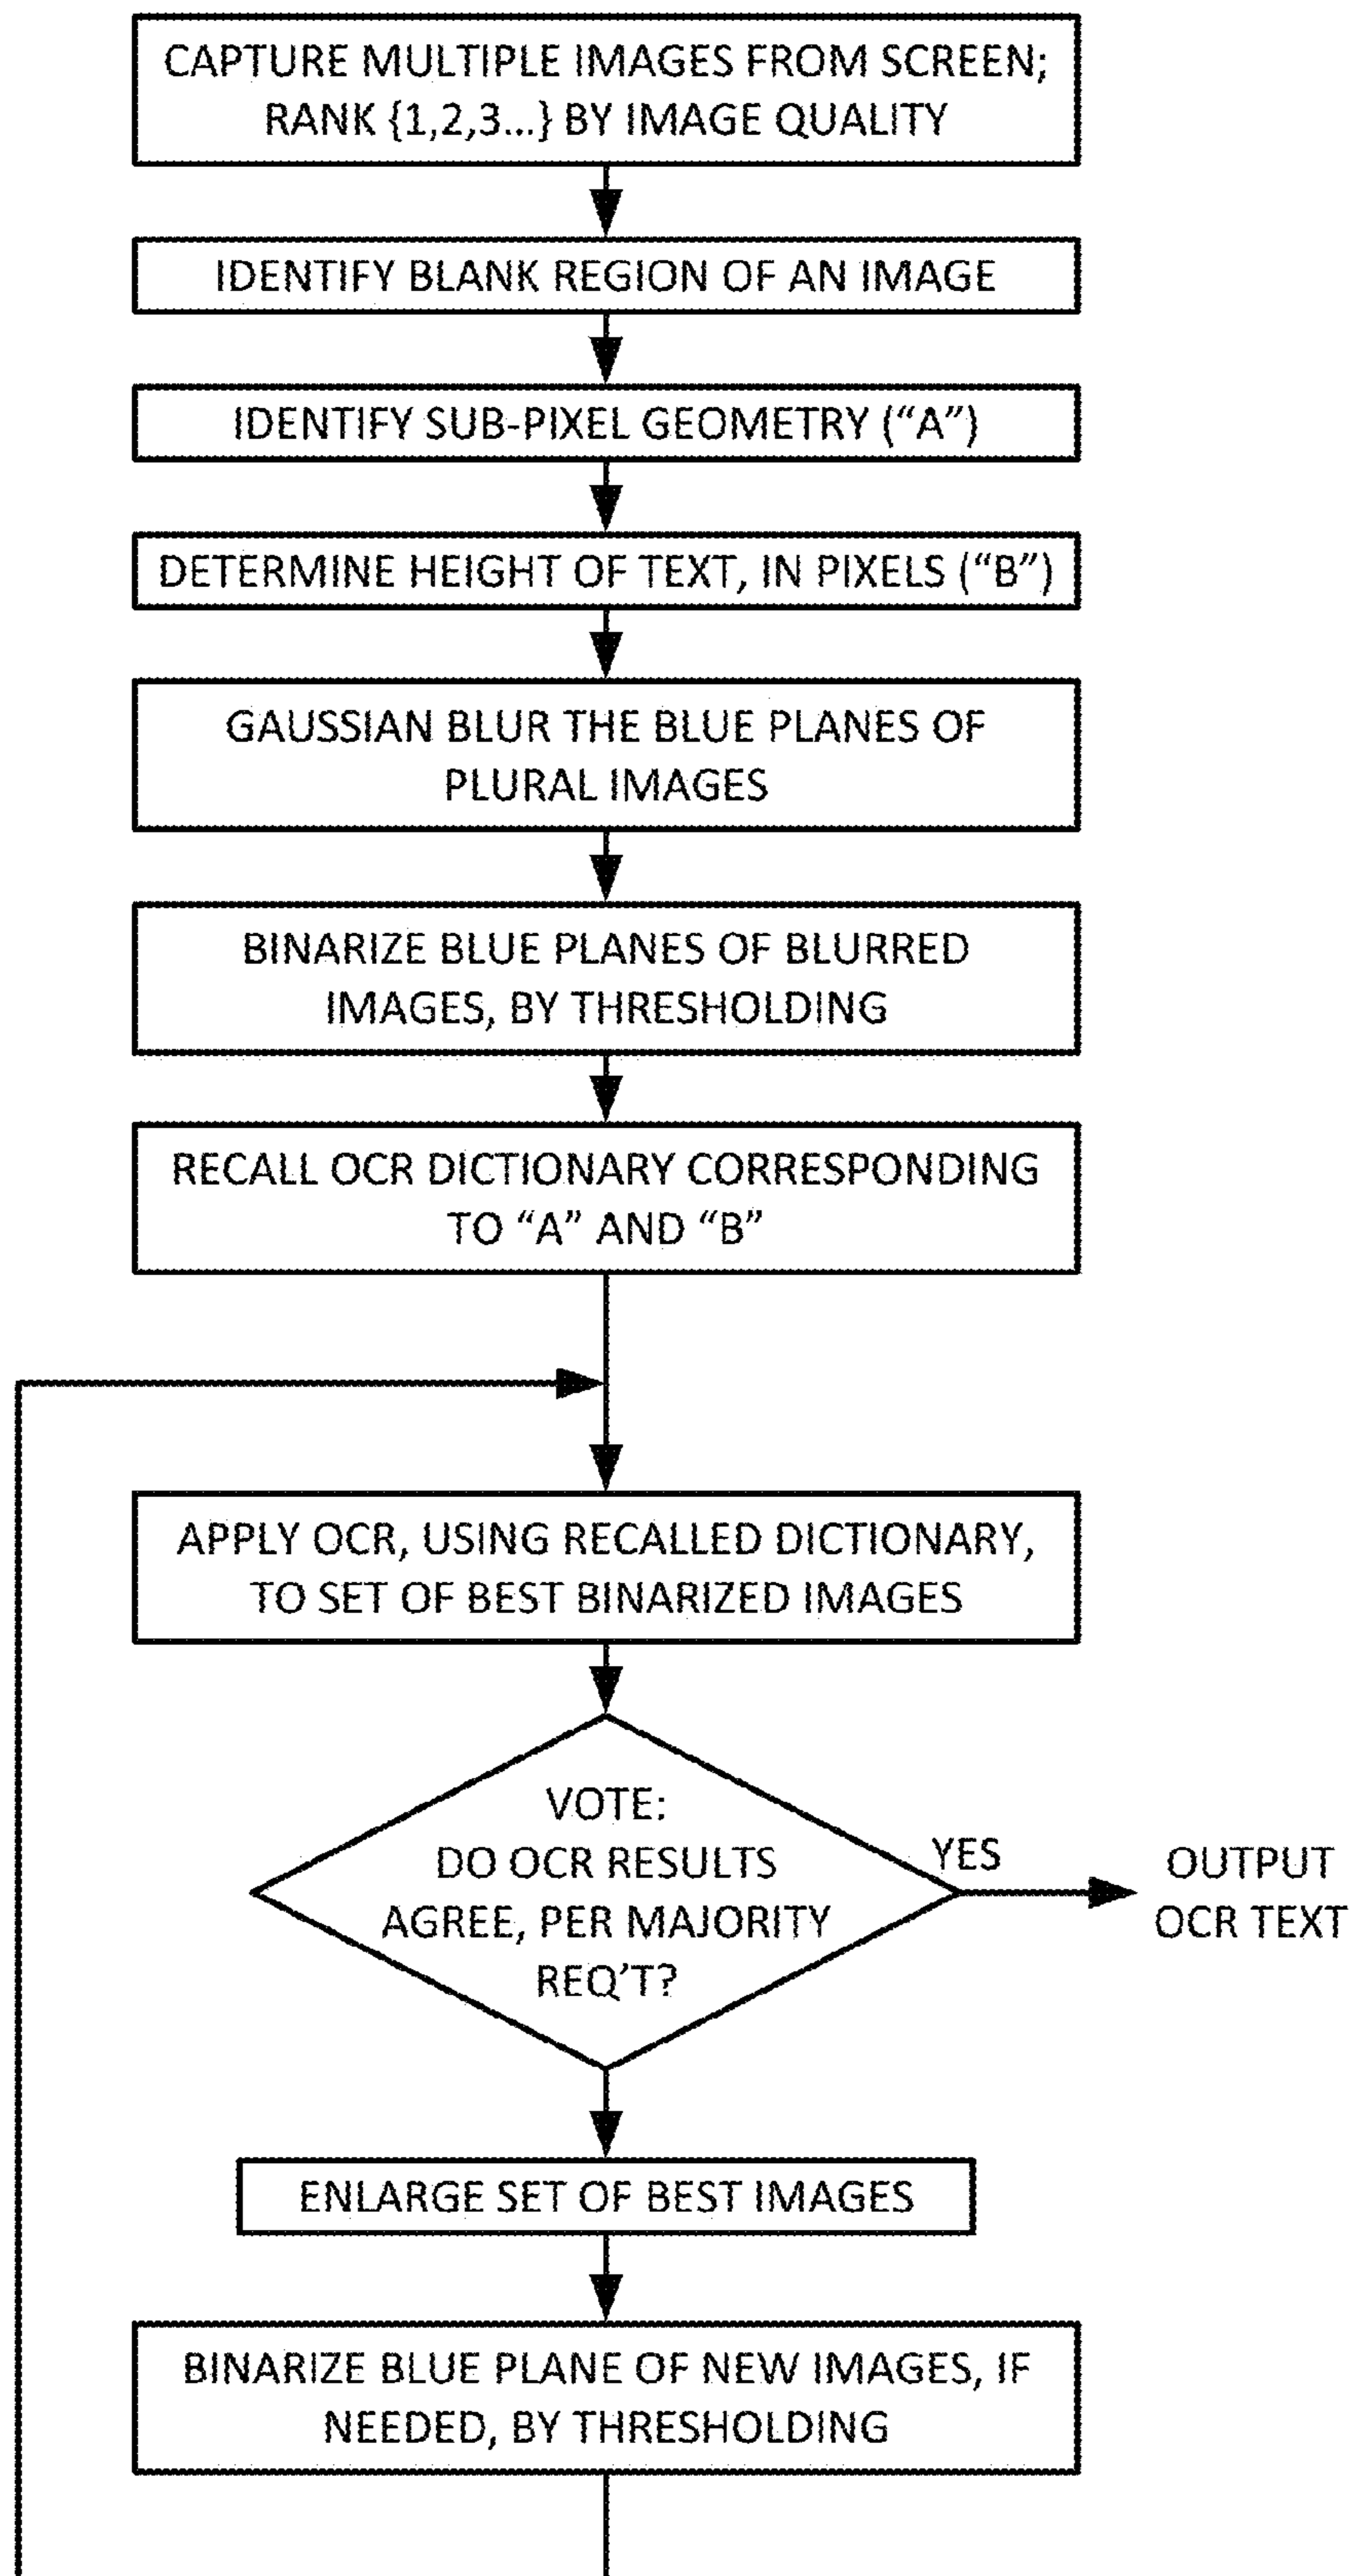 CAPTURE MULTIPLE IMAGES FROM SCREEN;
RANK {1,2,3...} BY IMAGE QUALITY
IDENTIFY BLANK REGION OF AN IMAGE
IDENTIFY SUB-PIXEL GEOMETRY (“A”)
DETERMINE HEIGHT OF TEXT, IN PIXELS (“B”)
GAUSSIAN BLUR THE BLUE PLANES OF
PLURAL IMAGES
BINARIZE BLUE PLANES OF BLURRED
IMAGES, BY THRESHOLDING
RECALL OCR DICTIONARY CORRESPONDING
TO “A” AND “B”
APPLY OCR, USING RECALLED DICTIONARY,
TO SET OF BEST BINARIZED IMAGES
VOTE:
DO OCR RESULTS
AGREE, PER MAJORITY
REQ’T?
YES
OUTPUT
OCR TEXT
ENLARGE SET OF BEST IMAGES
BINARIZE BLUE PLANE OF NEW IMAGES, IF
NEEDED, BY THRESHOLDING